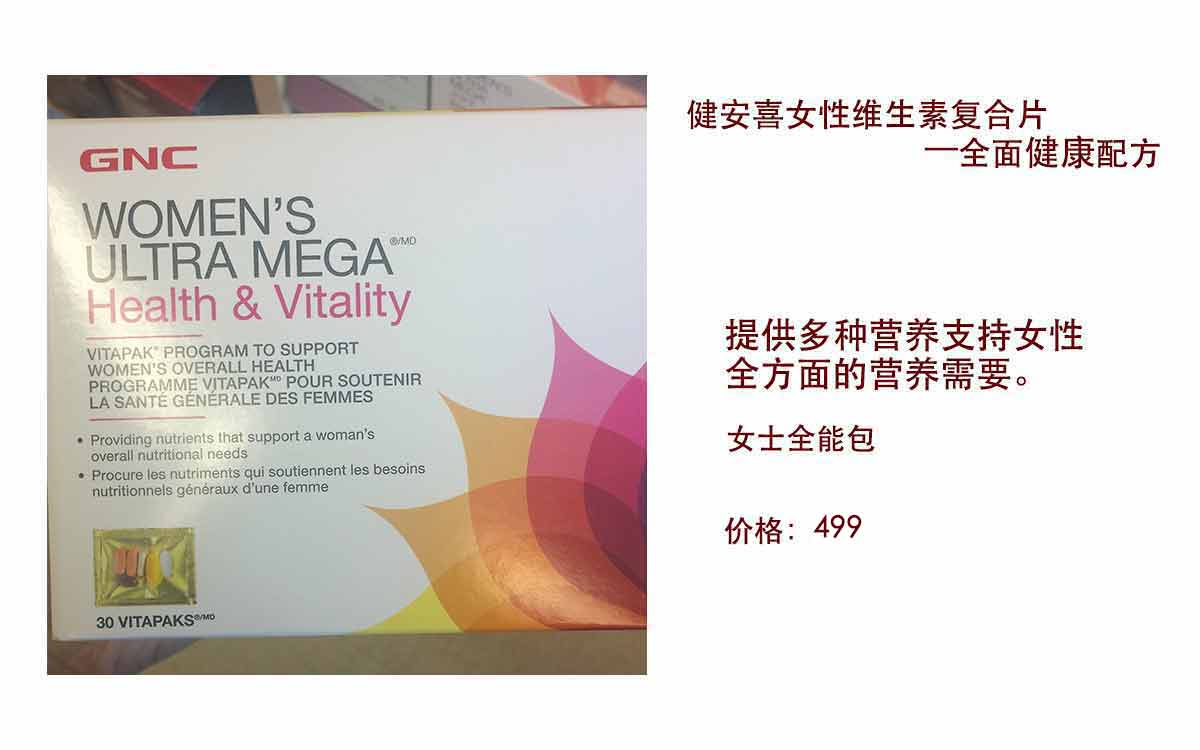 GNC
WOMEN'S
ULTRA MEGA®/MD
Health & Vitality
VITAPAK® PROGRAM TO SUPPORT
WOMEN'S OVERALL HEALTH
PROGRAMME VITAPAKMD POUR SOUTENIR
LA SANTÉ GÉNÉRALE DES FEMMES
• Providing nutrients that support a woman's
overall nutritional needs
• Procure les nutriments qui soutiennent les besoins
nutritionnels généraux d'une femme
30 VITAPAKS®/MD
健安喜女性维生素复合片
—全面健康配方
提供多种营养支持女性
全方面的营养需要。
女士全能包
价格：499